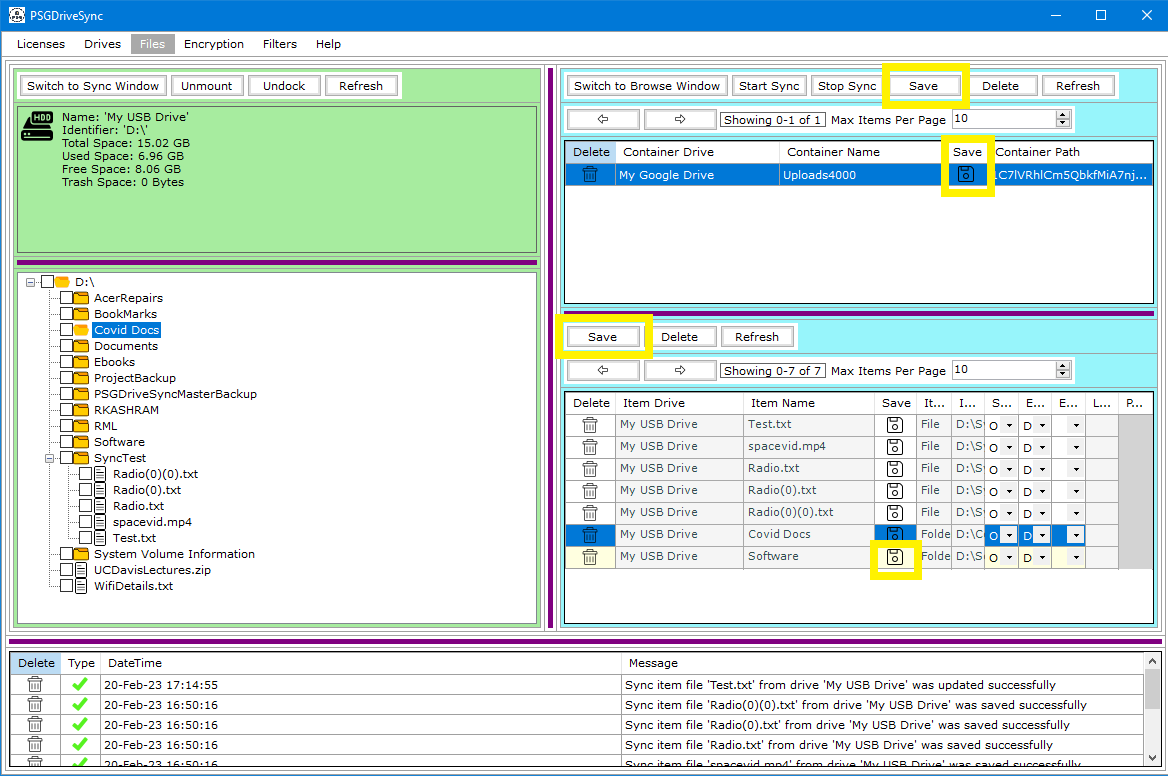 PSGDriveSync
Licenses Drives Files Encryption Filters Help
Switch to Sync Window Unmount Undock Refresh
HDD
Name: 'My USB Drive'
Identifier: 'D:\'
Total Space: 15.02 GB
Used Space: 6.96 GB
Free Space: 8.06 GB
Trash Space: 0 Bytes
D:\
AcerRepairs
BookMarks
Covid Docs
Documents
Ebooks
ProjectBackup
PSGDriveSyncMasterBackup
RKASHRAM
RML
Software
SyncTest
Radio(0)(0).txt
Radio(0).txt
Radio.txt
spacevid.mp4
Test.txt
System Volume Information
UCDavisLectures.zip
WifiDetails.txt
Switch to Browse Window Start Sync Stop Sync Save Delete Refresh
Showing 0-1 of 1 Max Items Per Page 10
Delete Container Drive Container Name Save Container Path
My Google Drive Uploads4000
Save Delete Refresh
Showing 0-7 of 7 Max Items Per Page 10
Delete Item Drive Item Name Save It... I... S... E... E... L... P...
My USB Drive Test.txt File D:\S O D
My USB Drive spacevid.mp4 File D:\S O D
My USB Drive Radio.txt File D:\S O D
My USB Drive Radio(0).txt File D:\S O D
My USB Drive Radio(0)(0).txt File D:\S O D
My USB Drive Covid Docs Folde D:\C O D
My USB Drive Software Folde D:\S O D
Delete Type DateTime Message
20-Feb-23 17:14:55 Sync item file 'Test.txt' from drive 'My USB Drive' was updated successfully
20-Feb-23 16:50:16 Sync item file 'Radio(0)(0).txt' from drive 'My USB Drive' was saved successfully
20-Feb-23 16:50:16 Sync item file 'Radio(0).txt' from drive 'My USB Drive' was saved successfully
20-Feb-23 16:50:16 Sync item file 'Radio.txt' from drive 'My USB Drive' was saved successfully
20-Feb-23 16:50:16 Sync item file 'spacevid.mp4' from drive 'My USB Drive' was saved successfully